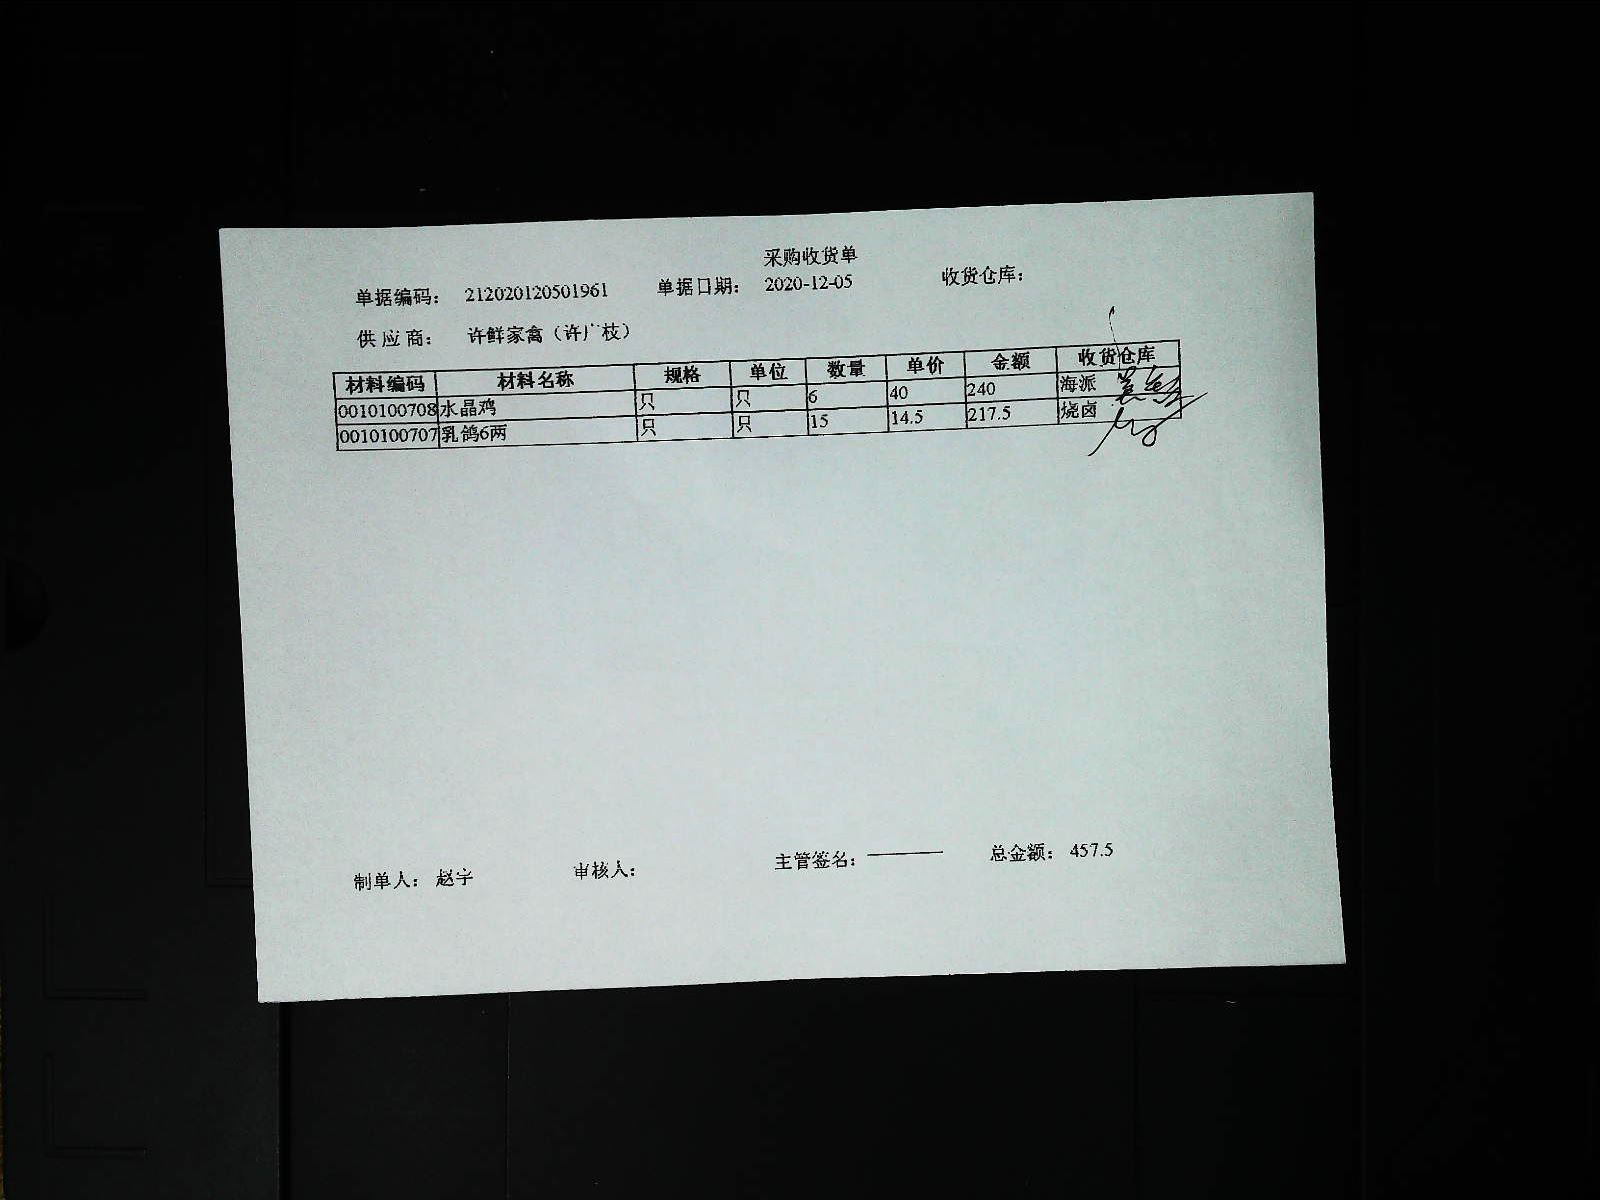 采购收货单
单据编码： 212020120501961 单据日期： 2020-12-05 收货仓库：
供 应 商： 许鲜家禽（许广枝）
材料编码 材料名称 规格 单位 数量 单价 金额 收货仓库
0010100708 水晶鸡 只 只 6 40 240 海派
0010100707 乳鸽6两 只 只 15 14.5 217.5 烧卤
制单人： 赵宇 审核人： 主管签名： 总金额： 457.5